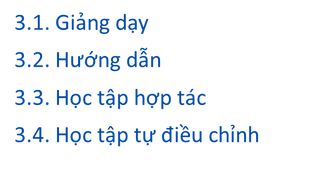 3.1. Giảng dạy
3.2. Hướng dẫn
3.3. Học tập hợp tác
3.4. Học tập tự điều chỉnh